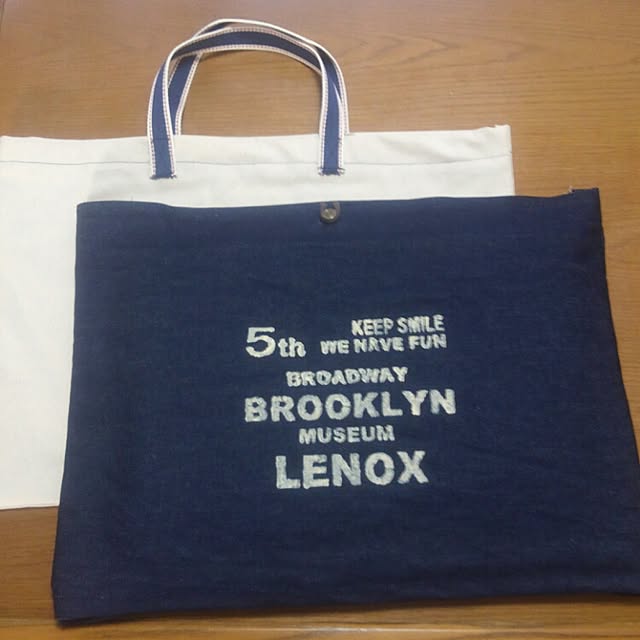 5th KEEP SMILE
WE HAVE FUN
BROADWAY
BROOKLYN
MUSEUM
LENOX